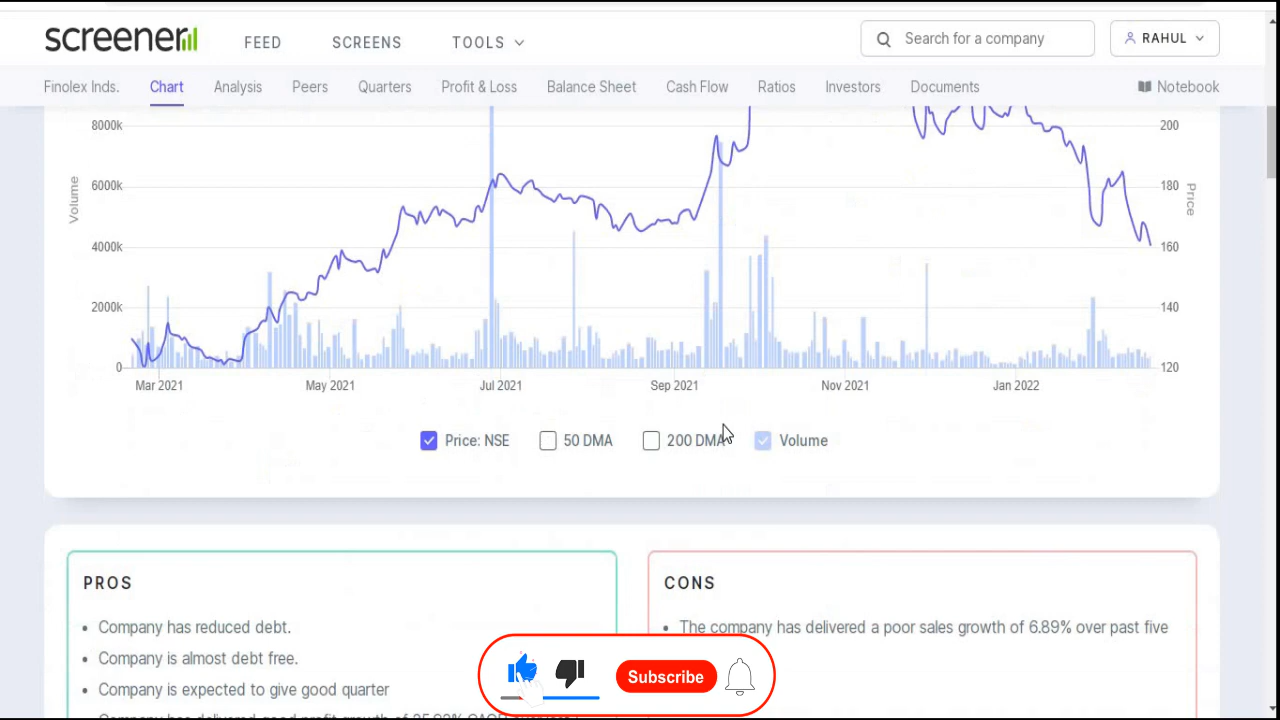 screener
FEED
SCREENS
TOOLS
Search for a company
RAHUL
Finolex Inds.
Chart
Analysis
Peers
Quarters
Profit & Loss
Balance Sheet
Cash Flow
Ratios
Investors
Documents
Notebook
8000k
200
6000k
180
Volume
Price
4000k
160
2000k
140
0
120
Mar 2021
May 2021
Jul 2021
Sep 2021
Nov 2021
Jan 2022
Price: NSE
50 DMA
200 DMA
Volume
PROS
Company has reduced debt.
Company is almost debt free.
Company is expected to give good quarter
CONS
The company has delivered a poor sales growth of 6.89% over past five
Subscribe